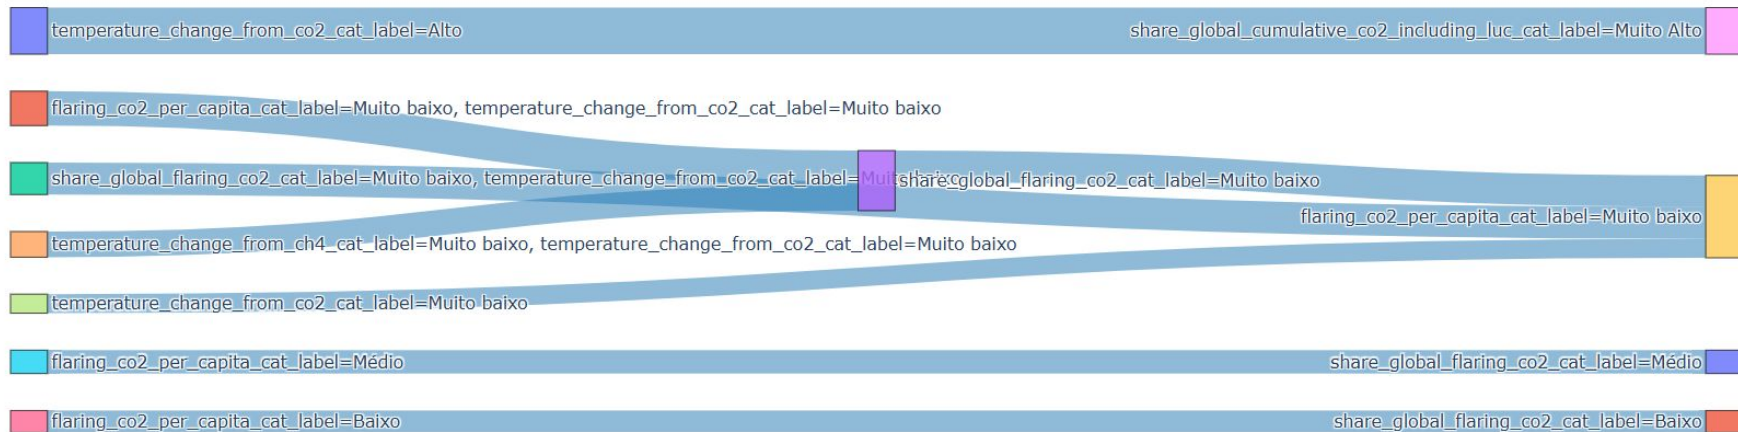 temperature_change_from_co2_cat_label=Alto
share_global_cumulative_co2_including_luc_cat_label=Muito Alto
flaring_co2_per_capita_cat_label=Muito baixo, temperature_change_from_co2_cat_label=Muito baixo
share_global_flaring_co2_cat_label=Muito baixo, temperature_change_from_co2_cat_label=Muito baixo
share_global_flaring_co2_cat_label=Muito baixo
flaring_co2_per_capita_cat_label=Muito baixo
temperature_change_from_ch4_cat_label=Muito baixo, temperature_change_from_co2_cat_label=Muito baixo
temperature_change_from_co2_cat_label=Muito baixo
flaring_co2_per_capita_cat_label=Médio
share_global_flaring_co2_cat_label=Médio
flaring_co2_per_capita_cat_label=Baixo
share_global_flaring_co2_cat_label=Baixo